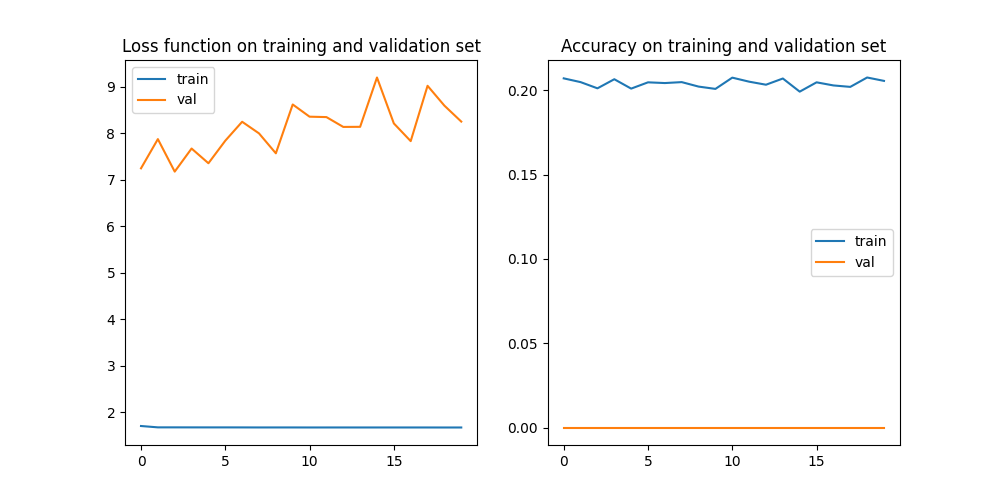 Loss function on training and validation set
train
val
9
8
7
6
5
4
3
2
0 5 10 15
Accuracy on training and validation set
0.20
0.15
0.10
0.05
0.00
train
val
0 5 10 15